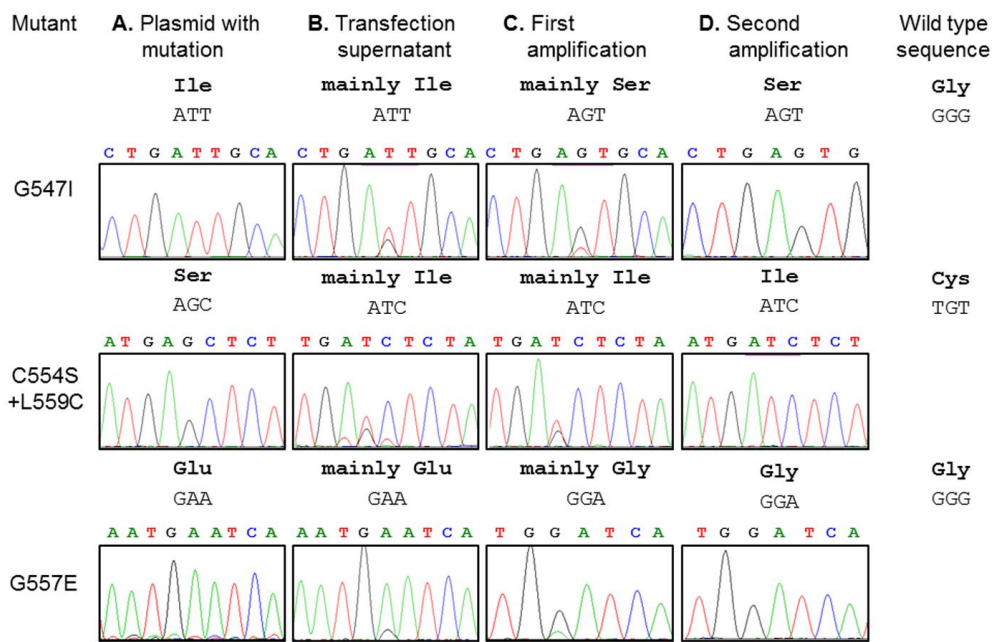 Mutant A. Plasmid with mutation B. Transfection supernatant C. First amplification D. Second amplification Wild type sequence
Ile mainly Ile mainly Ser Ser Gly
ATT ATT AGT AGT GGG
C T G A T T G C A C T G A T T G C A C T G A G T G C A C T G A G T G
G547I
Ser mainly Ile mainly Ile Ile Cys
AGC ATC ATC ATC TGT
A T G A G C T C T T G A T C T C T A T G A T C T C T A A T G A T C T C T
C554S
+L559C
Glu mainly Glu mainly Gly Gly Gly
GAA GAA GGA GGA GGG
A A T G A A T C A A A T G A A T C A T G G A T C A T G G A T C A
G557E